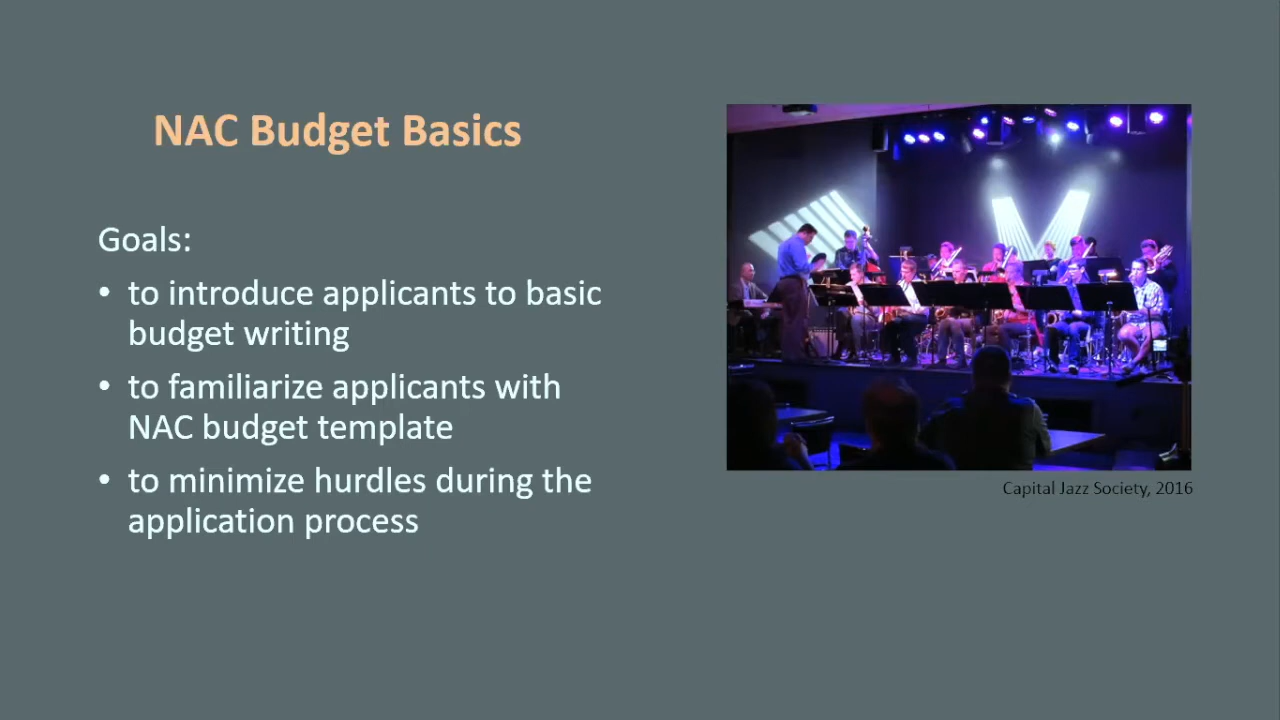 NAC Budget Basics
Goals:
• to introduce applicants to basic
budget writing
• to familiarize applicants with
NAC budget template
• to minimize hurdles during the
application process
Capital Jazz Society, 2016